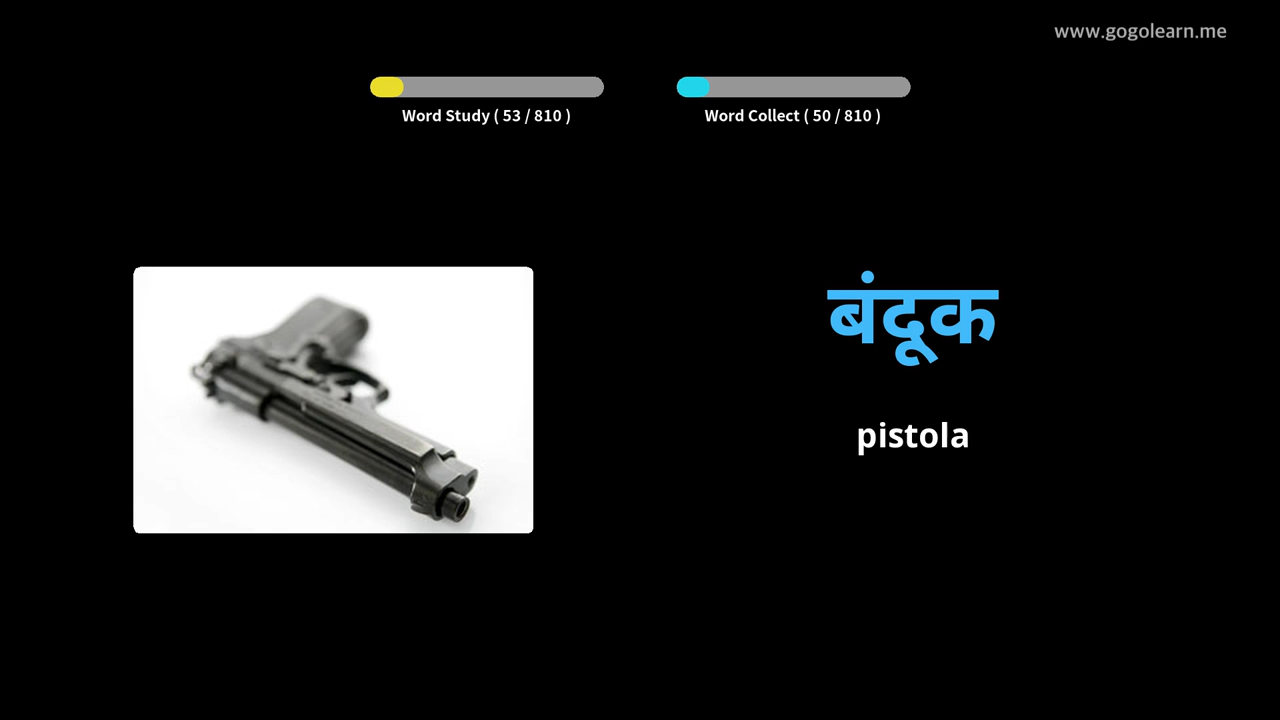 www.gogolearn.me
Word Study ( 53 / 810 )
Word Collect ( 50 / 810 )
बंदूक
pistola